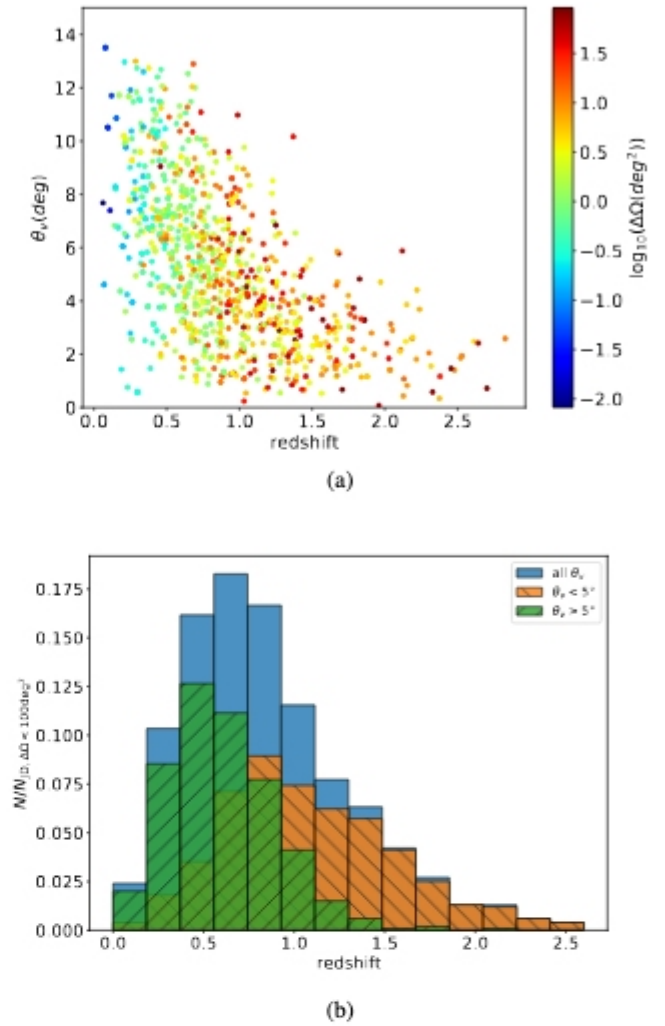 14
12
10
8
6
4
2
0
θᵥ(deg)
0.0 0.5 1.0 1.5 2.0 2.5
redshift
1.5
1.0
0.5
0.0
−0.5
−1.0
−1.5
−2.0
log₁₀(ΔΩ(deg²))
(a)
0.175
0.150
0.125
0.100
0.075
0.050
0.025
0.000
N/N_{JD, ΔΩ < 100deg²}
all θᵥ
θᵥ < 5°
θᵥ > 5°
0.0 0.5 1.0 1.5 2.0 2.5
redshift
(b)